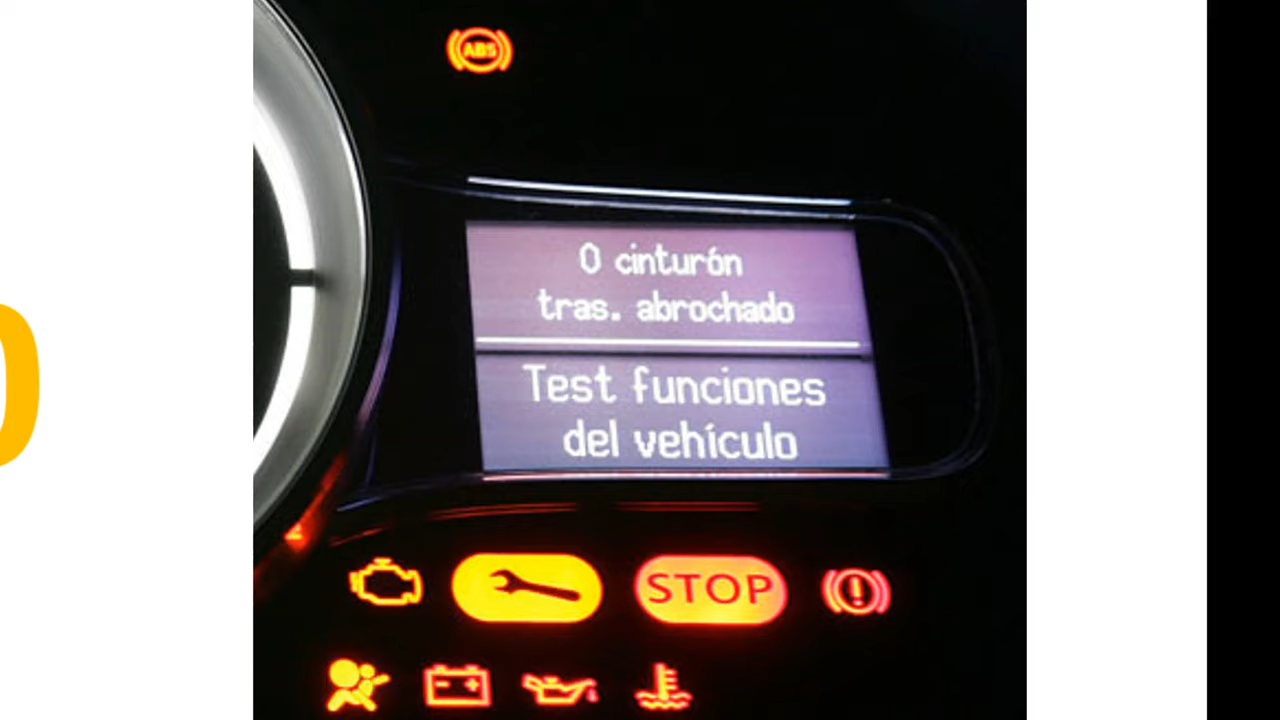 ABS
0 cinturón
tras. abrochado
Test funciones
del vehículo
STOP